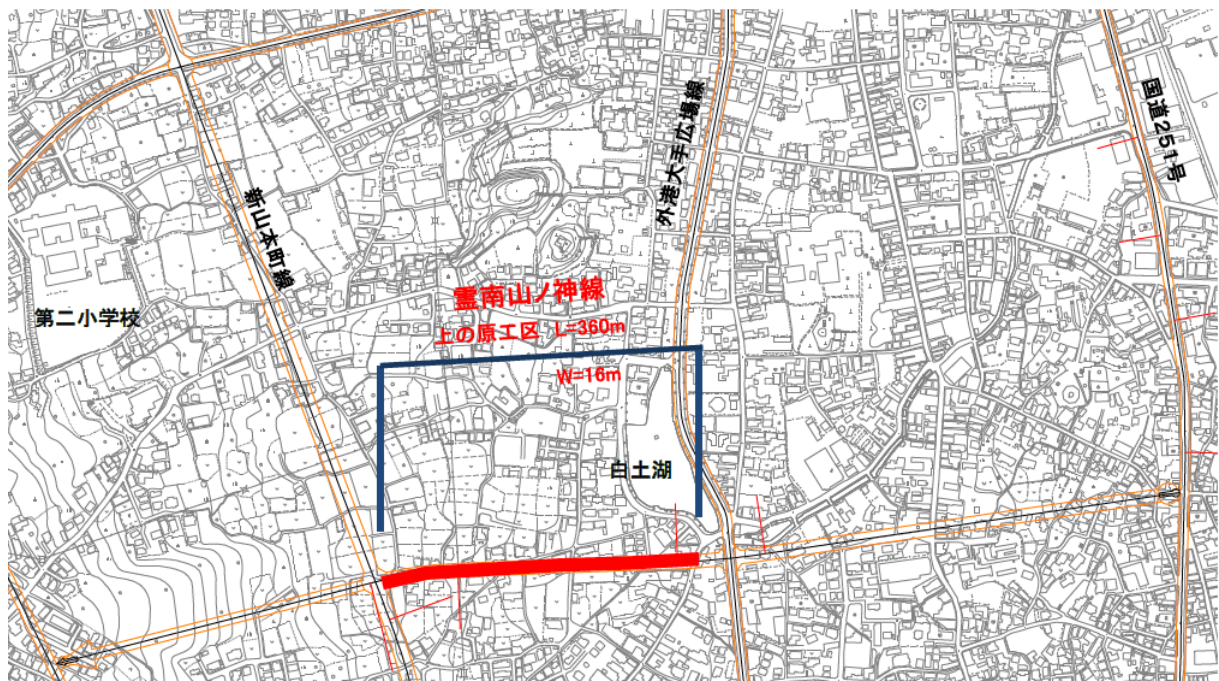 国道251号
外港大手広場線
新山本町線
霊南山ノ神線
上の原工区 L=360m
W=16m
第二小学校
白土湖